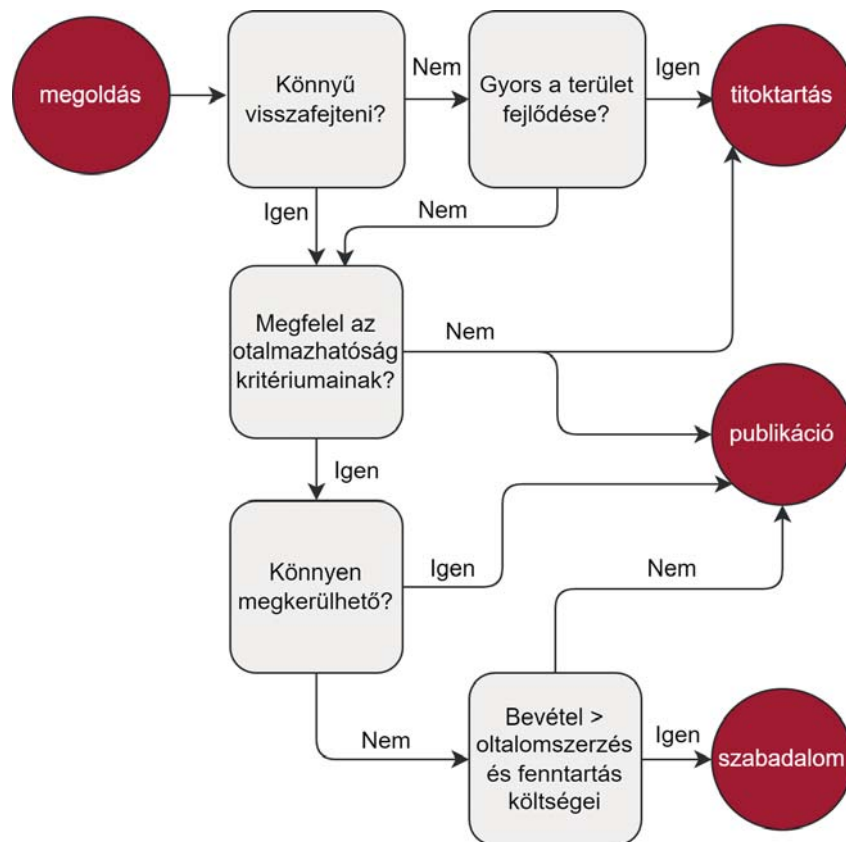 megoldás
Könnyű
visszafejteni?
Nem
Gyors a terület
fejlődése?
Igen
titoktartás
Igen
Nem
Megfelel az
otalmazhatóság
kritériumainak?
Nem
publikáció
Igen
Könnyen
megkerülhető?
Igen
Nem
Nem
Bevétel >
oltalomszerzés
és fenntartás
költségei
Igen
szabadalom